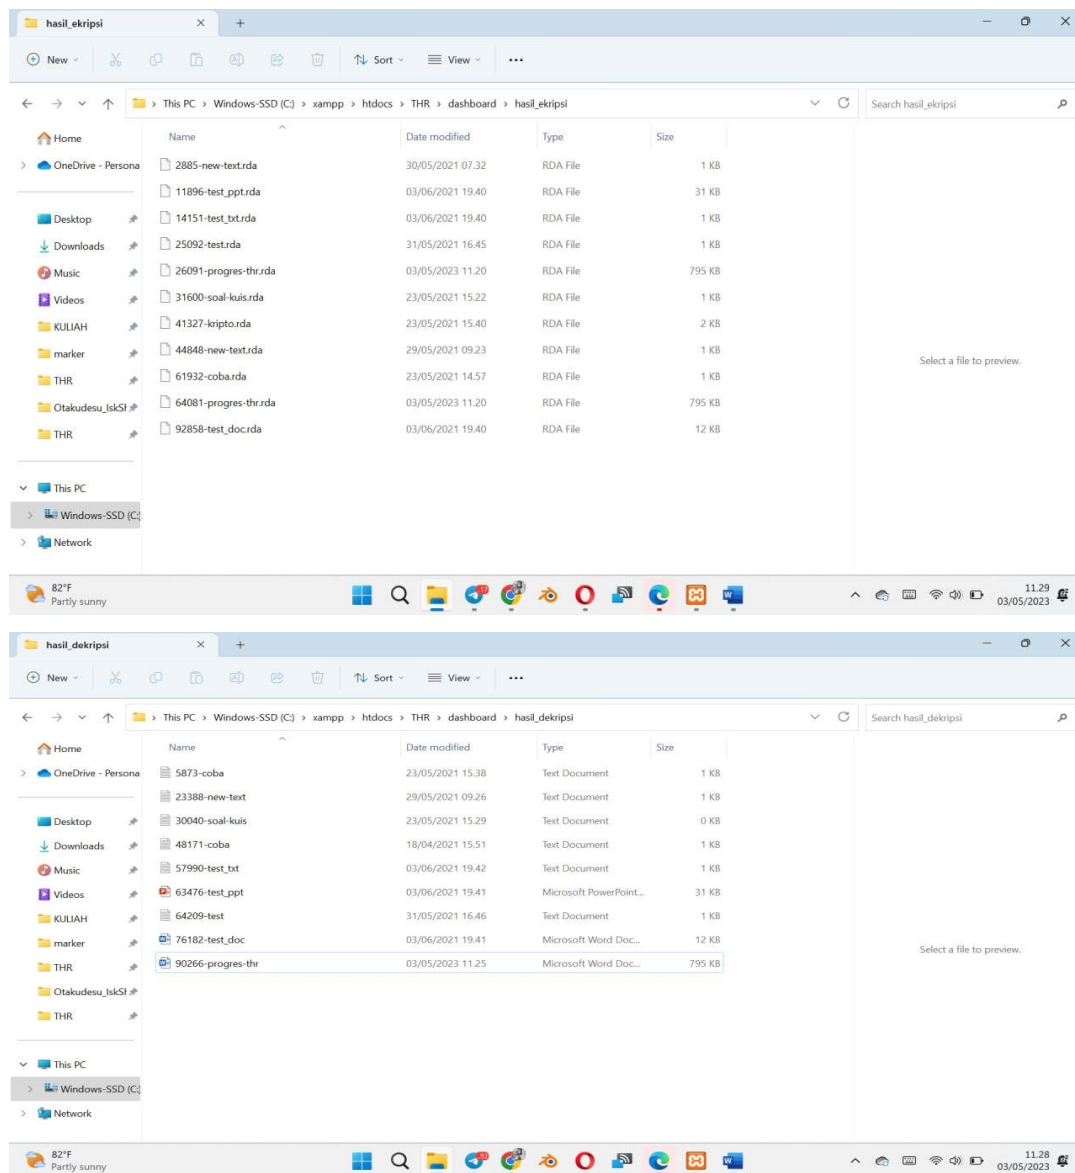 hasil_ekripsi
New Sort View
> This PC > Windows-SSD (C:) > xampp > htdocs > THR > dashboard > hasil_ekripsi Search hasil_ekripsi
Home
OneDrive - Persona
Desktop
Downloads
Music
Videos
KULIAH
marker
THR
Otakudesu_IskSh
THR
This PC
Windows-SSD (C:
Network
Name Date modified Type Size
2885-new-text.rda 30/05/2021 07.32 RDA File 1 KB
11896-test_ppt.rda 03/06/2021 19.40 RDA File 31 KB
14151-test_txt.rda 03/06/2021 19.40 RDA File 1 KB
25092-test.rda 31/05/2021 16.45 RDA File 1 KB
26091-progres-thr.rda 03/05/2023 11.20 RDA File 795 KB
31600-soal-kuis.rda 23/05/2021 15.22 RDA File 1 KB
41327-kripto.rda 23/05/2021 15.40 RDA File 2 KB
44848-new-text.rda 29/05/2021 09.23 RDA File 1 KB
61932-coba.rda 23/05/2021 14.57 RDA File 1 KB
64081-progres-thr.rda 03/05/2023 11.20 RDA File 795 KB
92858-test_doc.rda 03/06/2021 19.40 RDA File 12 KB
Select a file to preview.
82°F
Partly sunny
11.29
03/05/2023
hasil_dekripsi
New Sort View
> This PC > Windows-SSD (C:) > xampp > htdocs > THR > dashboard > hasil_dekripsi Search hasil_dekripsi
Home
OneDrive - Persona
Desktop
Downloads
Music
Videos
KULIAH
marker
THR
Otakudesu_IskSh
THR
This PC
Windows-SSD (C:
Network
Name Date modified Type Size
5873-coba 23/05/2021 15.38 Text Document 1 KB
23388-new-text 29/05/2021 09.26 Text Document 1 KB
30040-soal-kuis 23/05/2021 15.29 Text Document 0 KB
48171-coba 18/04/2021 15.51 Text Document 1 KB
57990-test_txt 03/06/2021 19.42 Text Document 1 KB
63476-test_ppt 03/06/2021 19.41 Microsoft PowerPoint... 31 KB
64209-test 31/05/2021 16.46 Text Document 1 KB
76182-test_doc 03/06/2021 19.41 Microsoft Word Doc... 12 KB
90266-progres-thr 03/05/2023 11.25 Microsoft Word Doc... 795 KB
Select a file to preview.
82°F
Partly sunny
11.28
03/05/2023